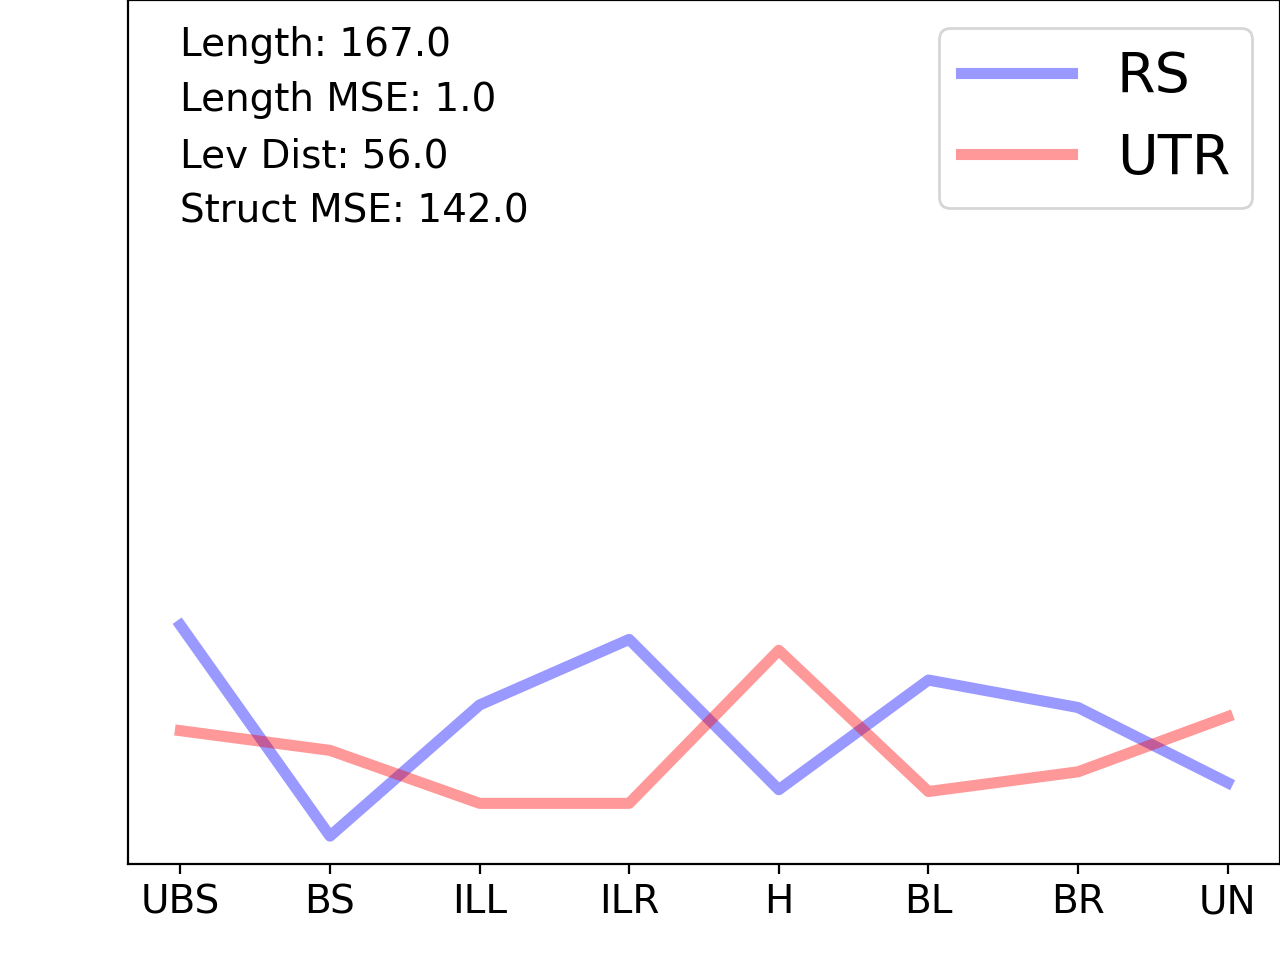 Length: 167.0
Length MSE: 1.0
Lev Dist: 56.0
Struct MSE: 142.0
RS
UTR
UBS BS ILL ILR H BL BR UN